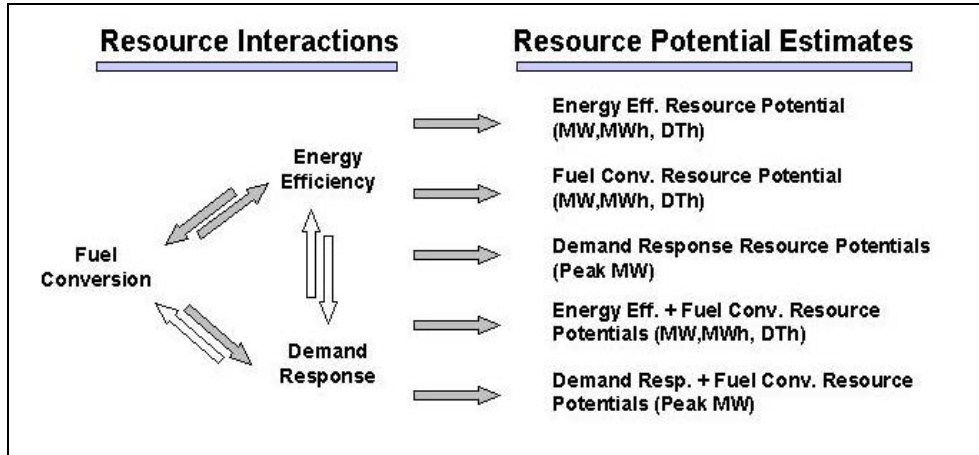 Resource Interactions
Resource Potential Estimates
Energy
Efficiency
Fuel
Conversion
Demand
Response
Energy Eff. Resource Potential
(MW,MWh, DTh)
Fuel Conv. Resource Potential
(MW,MWh, DTh)
Demand Response Resource Potentials
(Peak MW)
Energy Eff. + Fuel Conv. Resource
Potentials (MW,MWh, DTh)
Demand Resp. + Fuel Conv. Resource
Potentials (Peak MW)